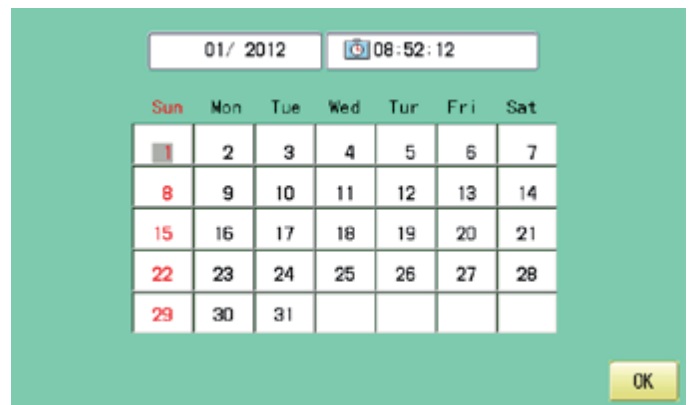 01/ 2012 08:52:12
Sun Mon Tue Wed Tur Fri Sat
1 2 3 4 5 6 7
8 9 10 11 12 13 14
15 16 17 18 19 20 21
22 23 24 25 26 27 28
29 30 31
OK